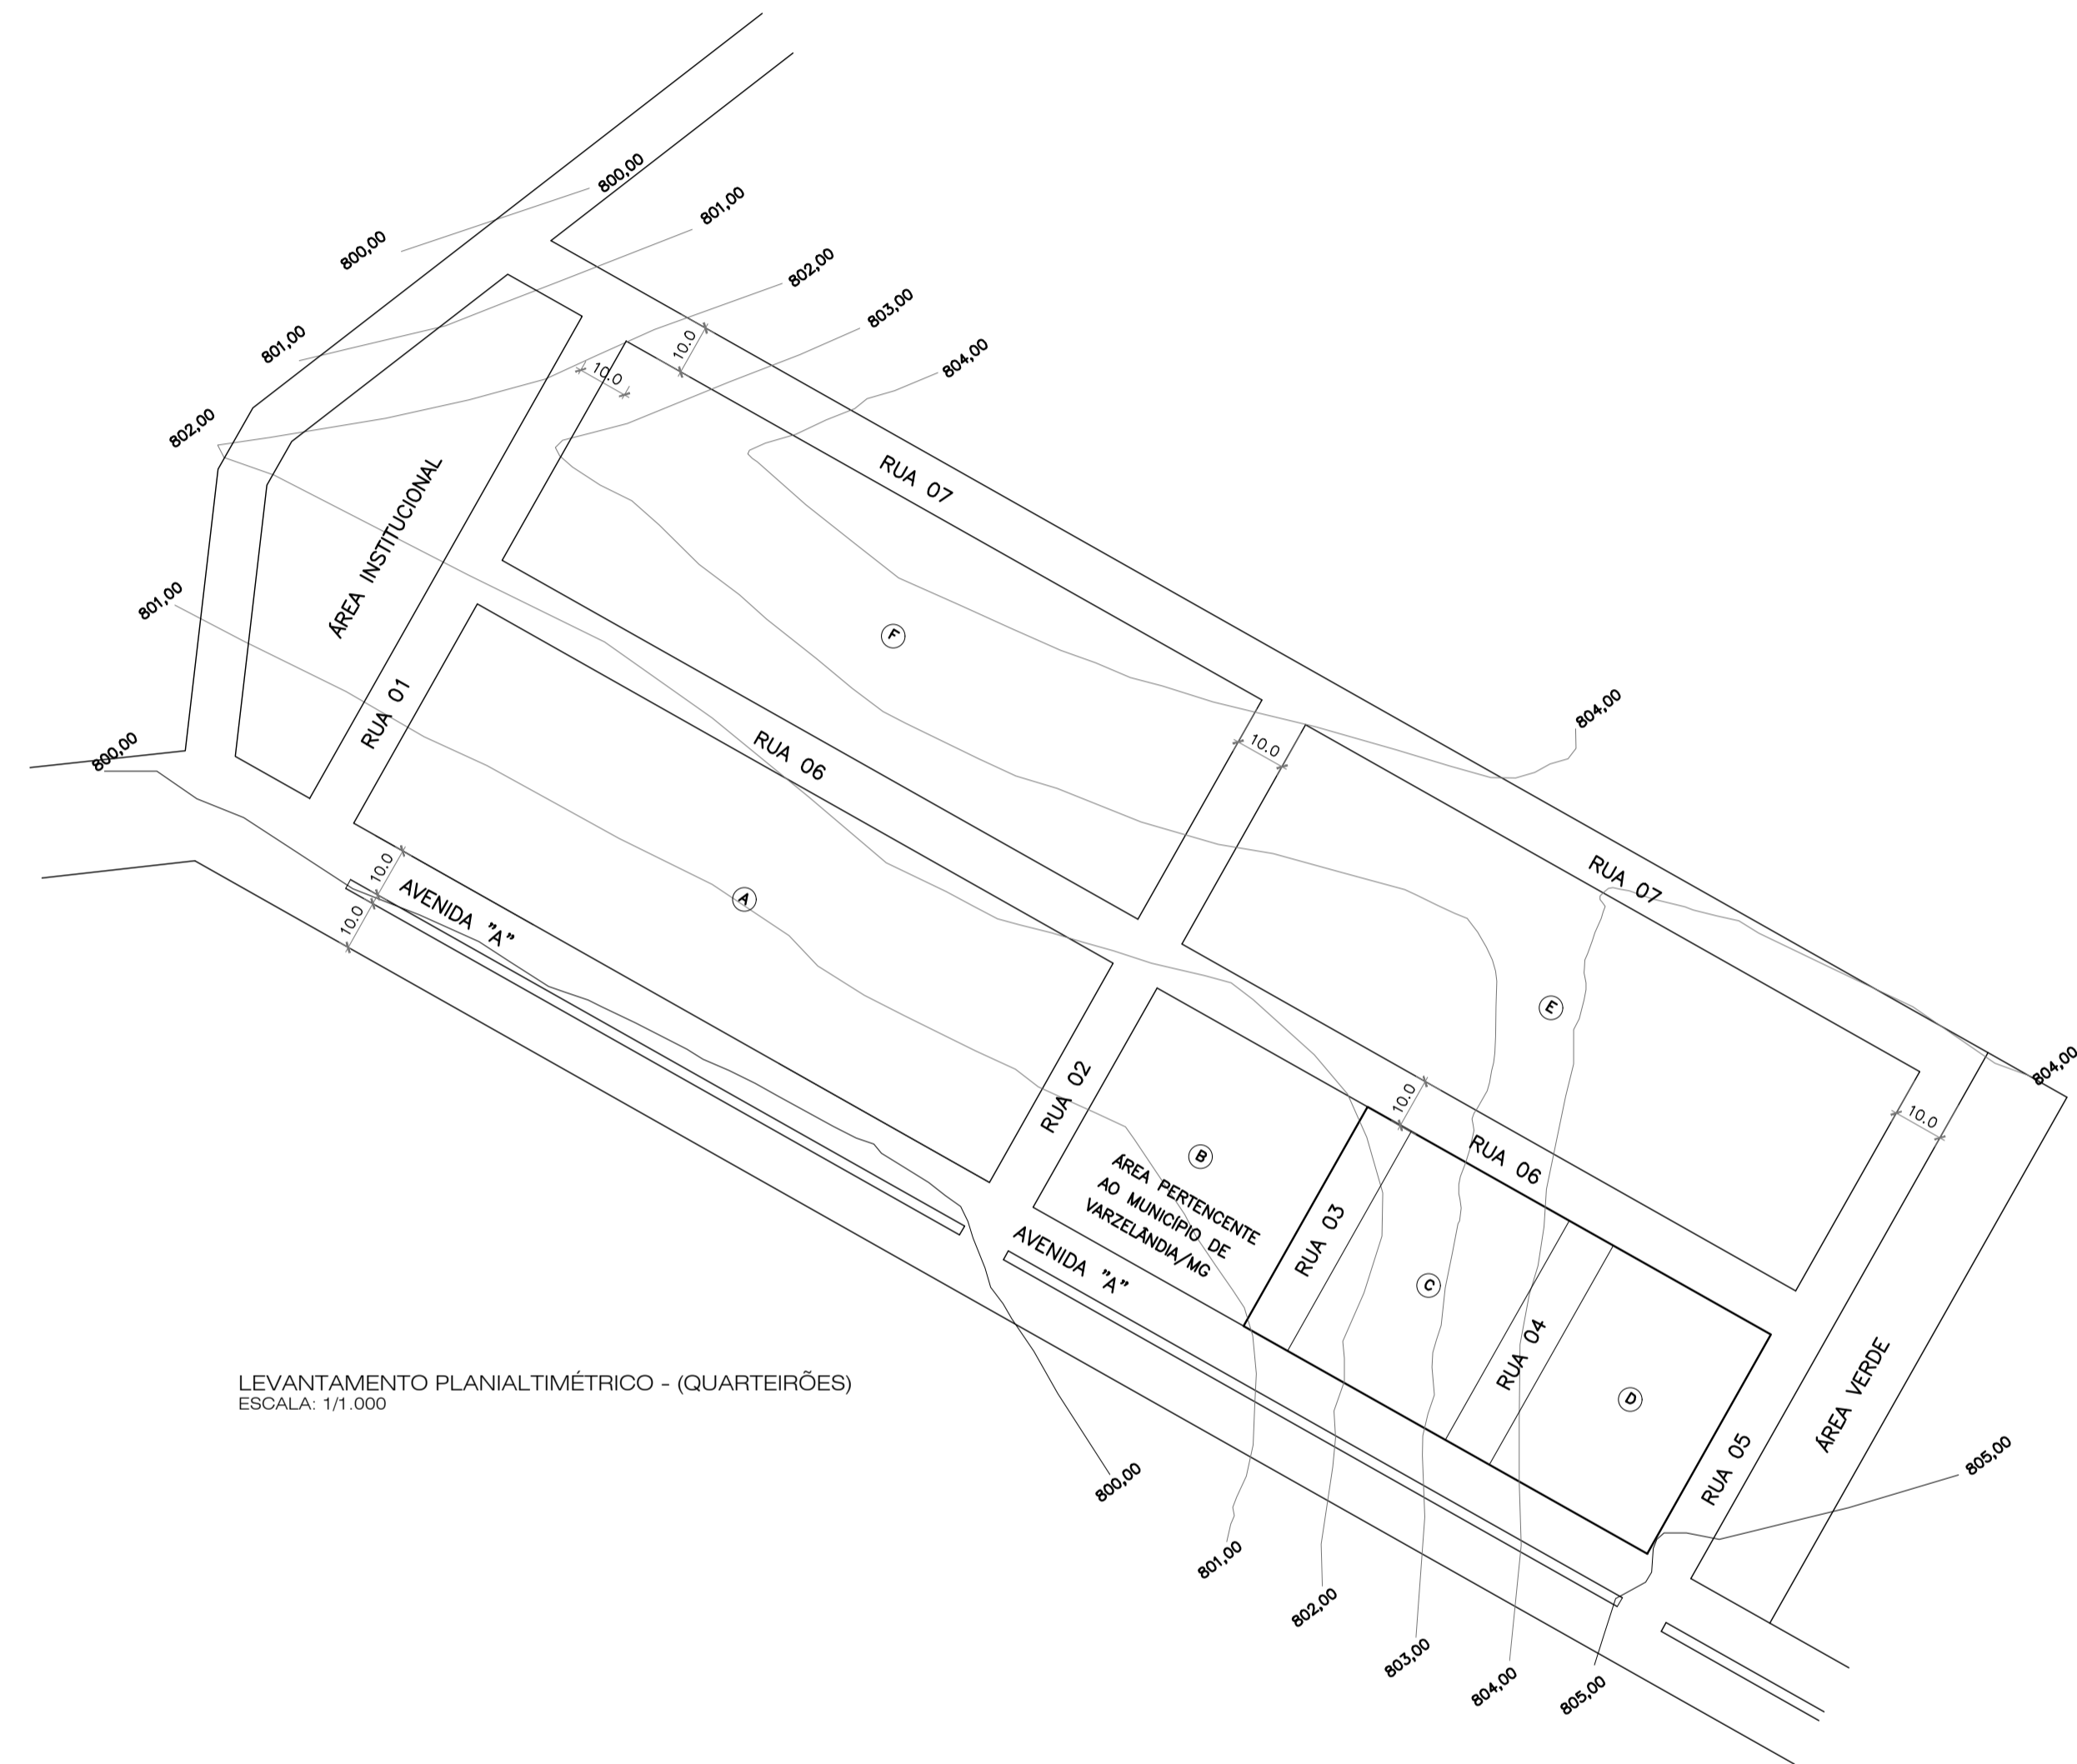 800,00
801,00
800,00
802,00
803,00
801,00
10.0
804,00
10.0
802,00
RUA 07
ÁREA INSTITUCIONAL
801,00
F
RUA 01
804,00
800,00
RUA 06
10.0
10.0
AVENIDA "A"
10.0
A
RUA 07
E
804,00
RUA 02
10.0
10.0
B
RUA 06
ÁREA PERTENCENTE
AO MUNICÍPIO DE
VARZELÂNDIA/MG
RUA 03
AVENIDA "A"
C
RUA 04
LEVANTAMENTO PLANIALTIMÉTRICO - (QUARTEIRÕES)
ESCALA: 1/1.000
D
ÁREA VERDE
RUA 05
805,00
800,00
801,00
802,00
803,00
804,00
805,00